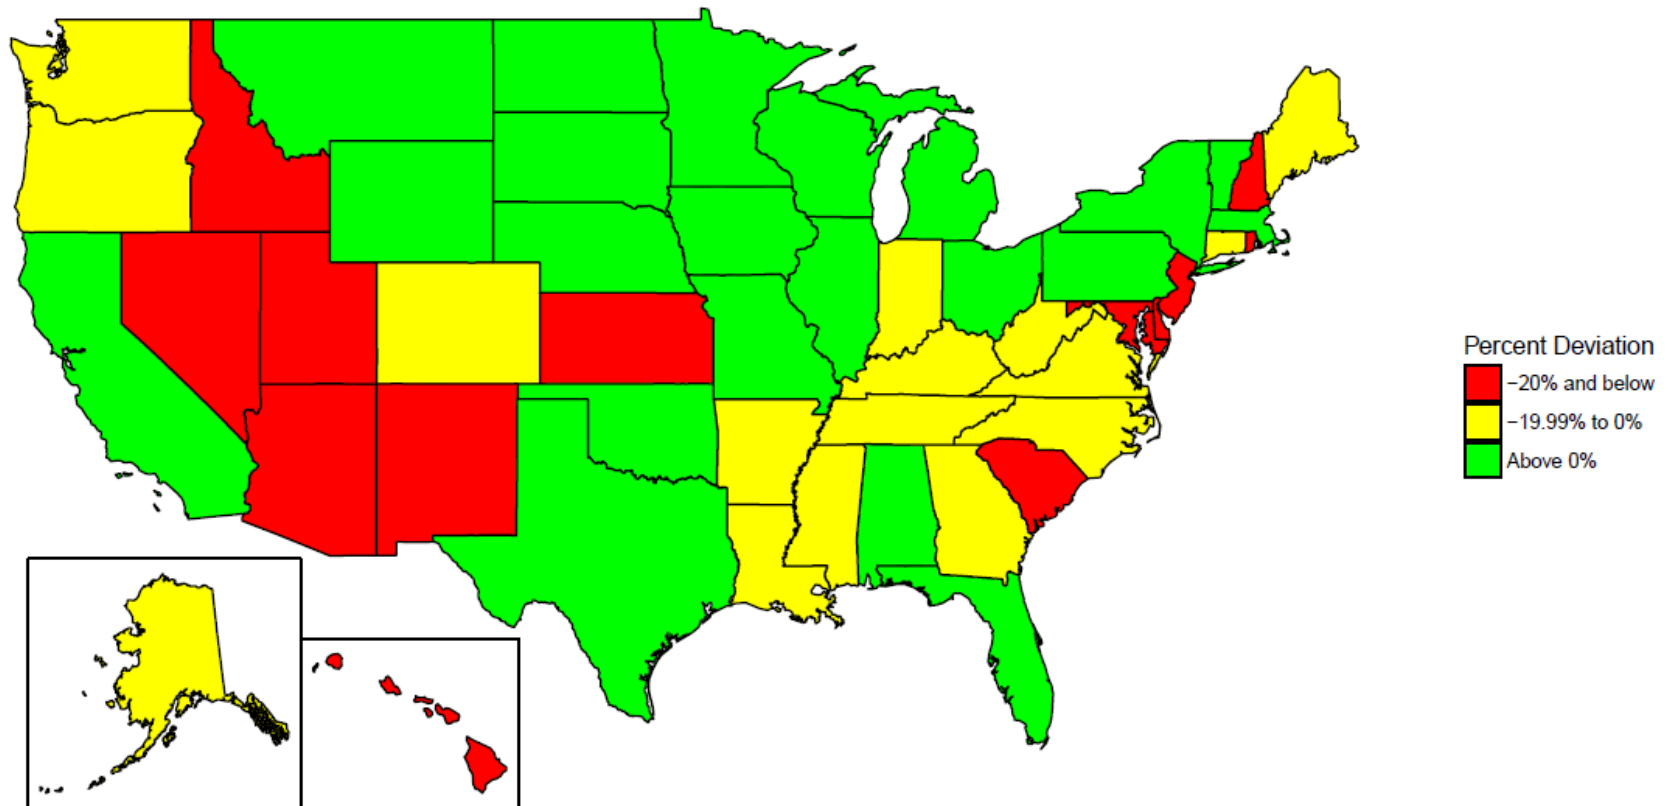 Percent Deviation
−20% and below
−19.99% to 0%
Above 0%